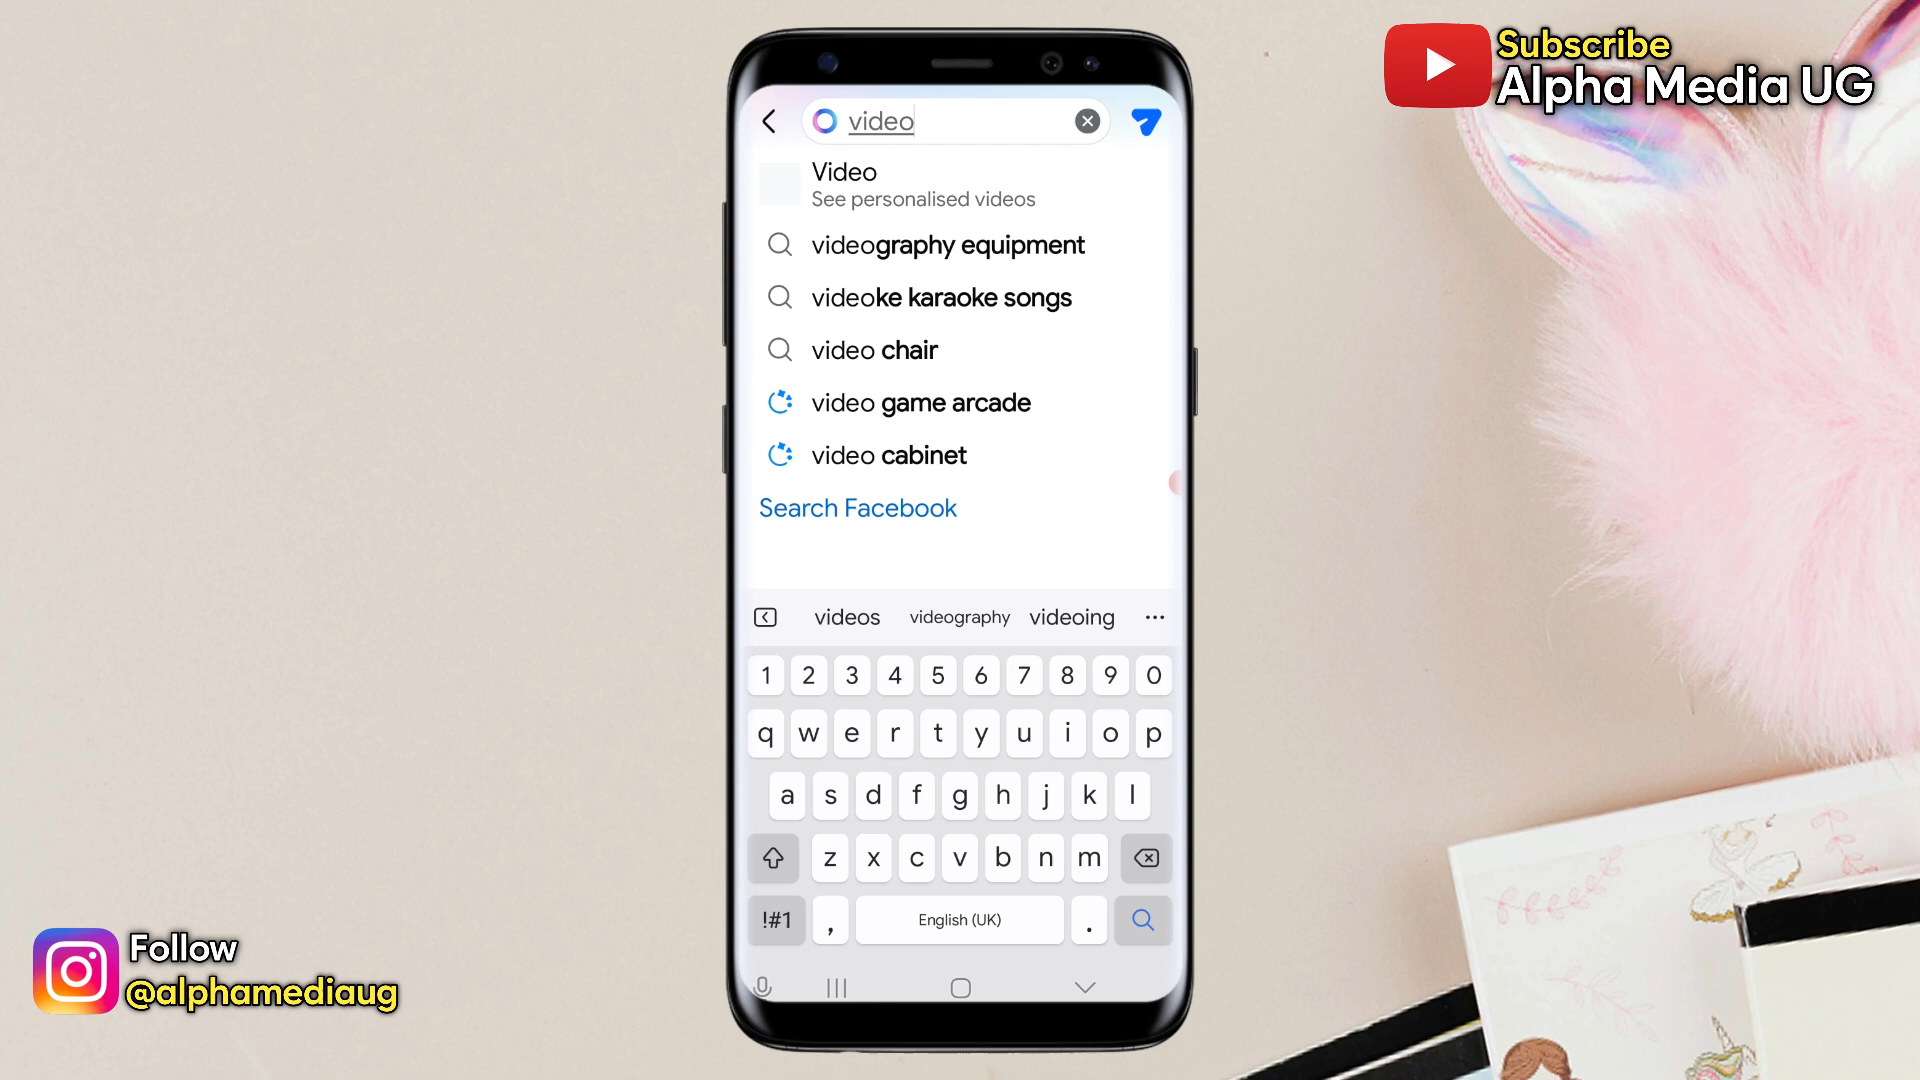 Subscribe
Alpha Media UG
video
Video
See personalised videos
videography equipment
videoke karaoke songs
video chair
video game arcade
video cabinet
Search Facebook
videos videography videoing
1 2 3 4 5 6 7 8 9 0
q w e r t y u i o p
a s d f g h j k l
z x c v b n m
!#1 , English (UK) .
Follow
@alphamediaug